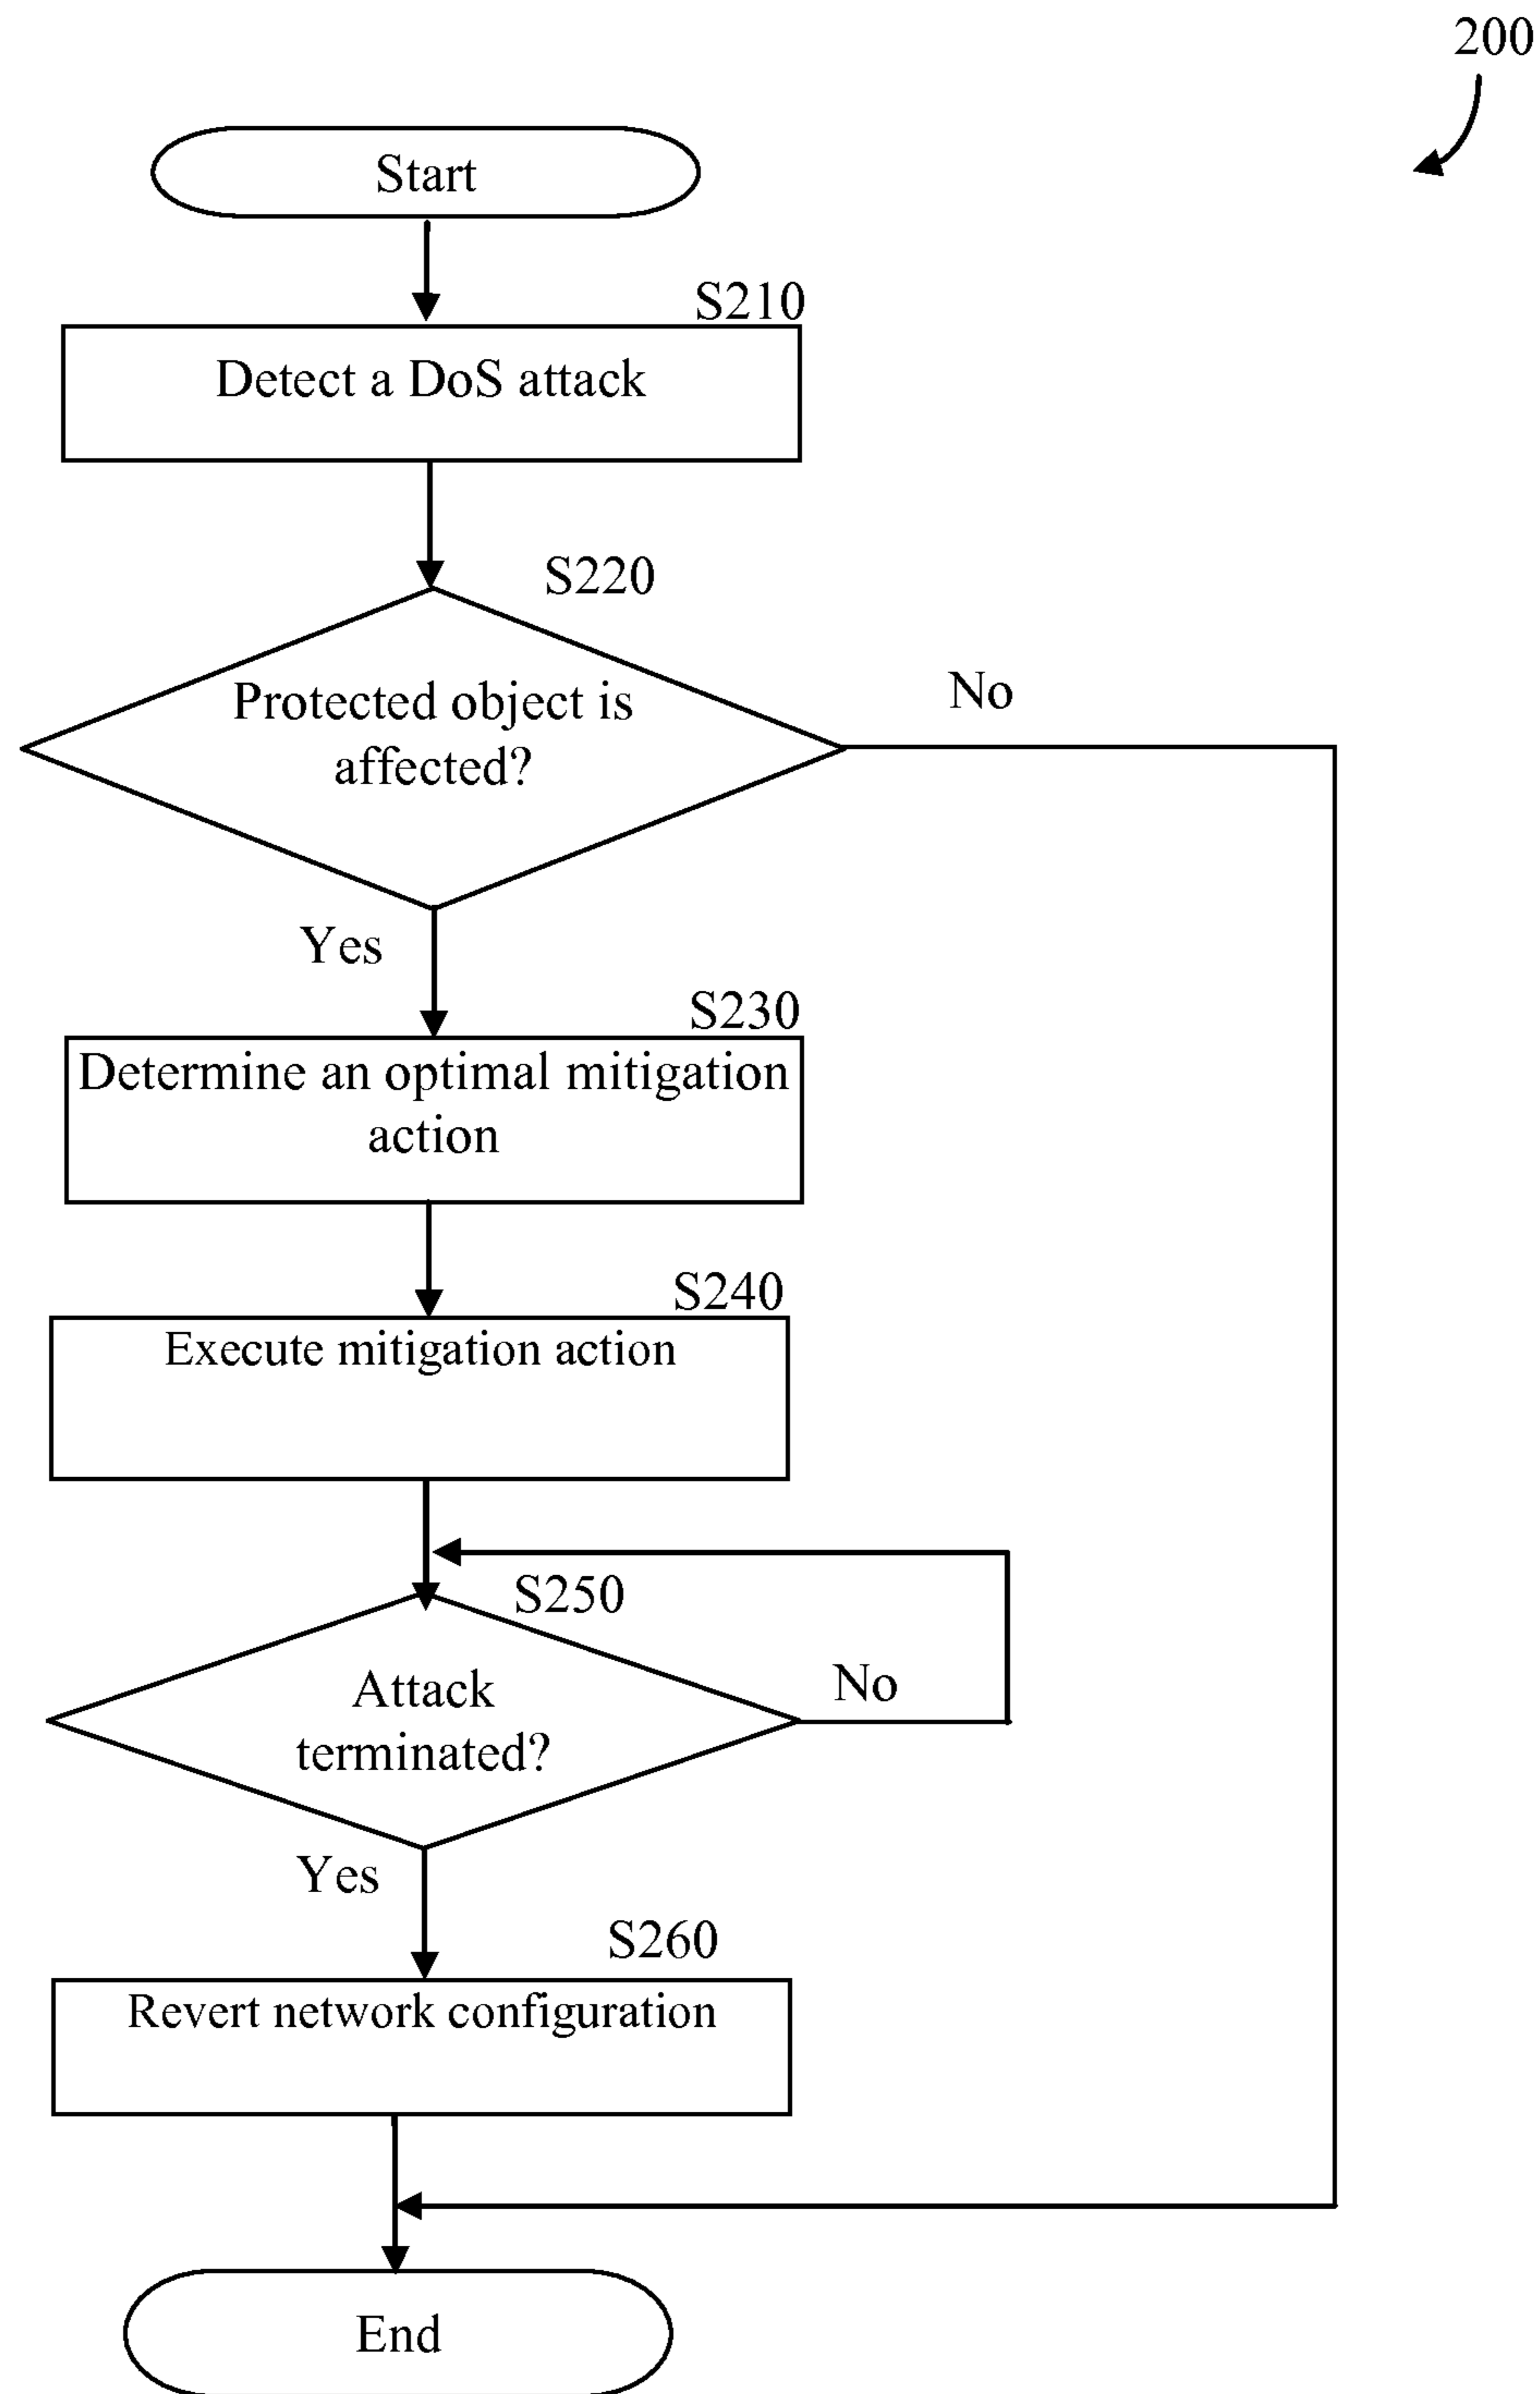 200
Start
S210
Detect a DoS attack
S220
Protected object is
affected?
No
Yes
S230
Determine an optimal mitigation
action
S240
Execute mitigation action
S250
Attack
terminated?
No
Yes
S260
Revert network configuration
End